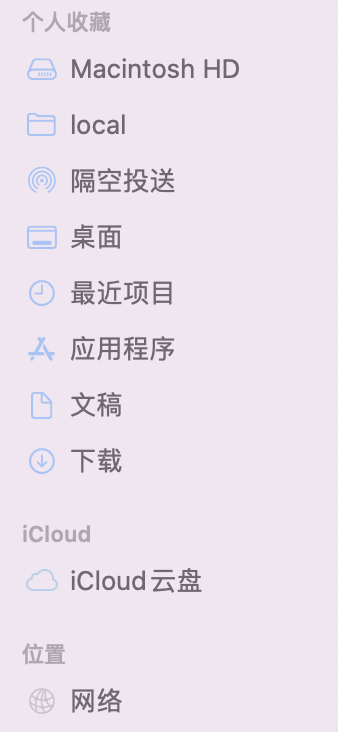 个人收藏
Macintosh HD
local
隔空投送
桌面
最近项目
应用程序
文稿
下载
iCloud
iCloud云盘
位置
网络